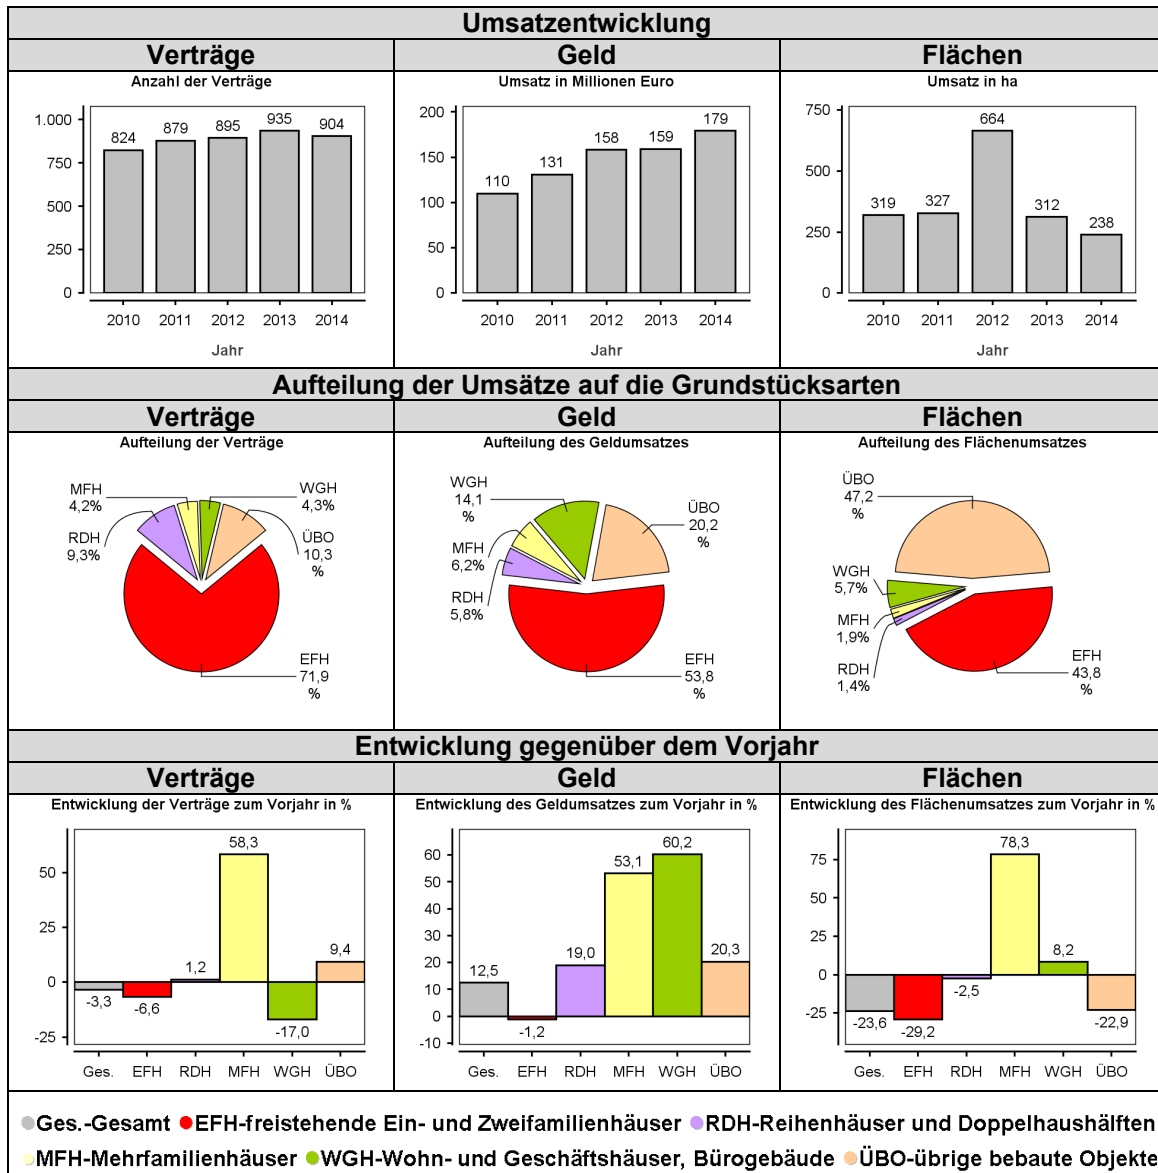 Umsatzentwicklung
Verträge
Geld
Flächen
Anzahl der Verträge
1.000
750
500
250
0
824
879
895
935
904
2010
2011
2012
2013
2014
Jahr
Umsatz in Millionen Euro
200
150
100
50
0
110
131
158
159
179
2010
2011
2012
2013
2014
Jahr
Umsatz in ha
750
500
250
0
319
327
664
312
238
2010
2011
2012
2013
2014
Jahr
Aufteilung der Umsätze auf die Grundstücksarten
Verträge
Geld
Flächen
Aufteilung der Verträge
MFH
4,2%
WGH
4,3%
RDH
9,3%
ÜBO
10,3
%
EFH
71,9
%
Aufteilung des Geldumsatzes
WGH
14,1
%
ÜBO
20,2
%
MFH
6,2%
RDH
5,8%
EFH
53,8
%
Aufteilung des Flächenumsatzes
ÜBO
47,2
%
WGH
5,7%
MFH
1,9%
RDH
1,4%
EFH
43,8
%
Entwicklung gegenüber dem Vorjahr
Verträge
Geld
Flächen
Entwicklung der Verträge zum Vorjahr in %
50
25
0
-25
-3,3
-6,6
1,2
58,3
-17,0
9,4
Ges.
EFH
RDH
MFH
WGH
ÜBO
Entwicklung des Geldumsatzes zum Vorjahr in %
60
50
40
30
20
10
0
-10
12,5
-1,2
19,0
53,1
60,2
20,3
Ges.
EFH
RDH
MFH
WGH
ÜBO
Entwicklung des Flächenumsatzes zum Vorjahr in %
75
50
25
0
-25
-23,6
-29,2
-2,5
78,3
8,2
-22,9
Ges.
EFH
RDH
MFH
WGH
ÜBO
Ges.-Gesamt EFH-freistehende Ein- und Zweifamilienhäuser RDH-Reihenhäuser und Doppelhaushälften
MFH-Mehrfamilienhäuser WGH-Wohn- und Geschäftshäuser, Bürogebäude ÜBO-übrige bebaute Objekte